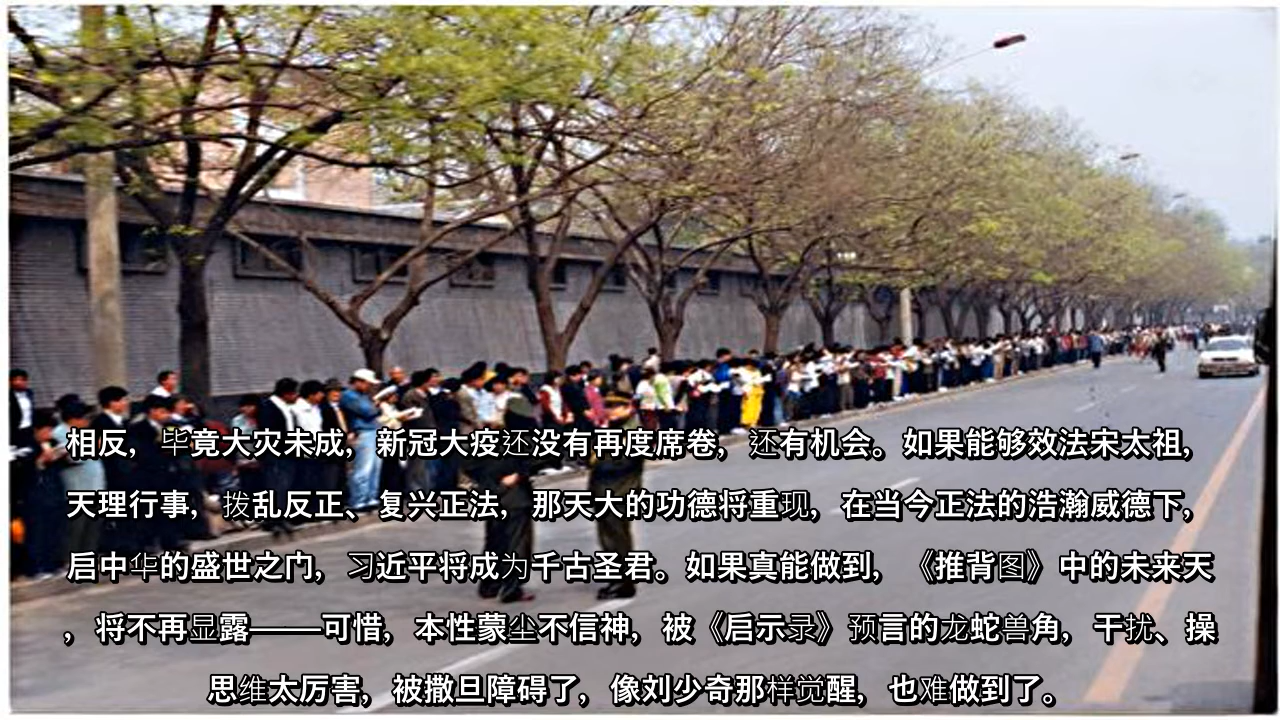 相反，毕竟大灾未成，新冠大疫还没有再度席卷，还有机会。如果能够效法宋太祖，
天理行事，拨乱反正、复兴正法，那天大的功德将重现，在当今正法的浩瀚威德下，
启中华的盛世之门，习近平将成为千古圣君。如果真能做到，《推背图》中的未来天
，将不再显露——可惜，本性蒙尘不信神，被《启示录》预言的龙蛇兽角，干扰、操
思维太厉害，被撒旦障碍了，像刘少奇那样觉醒，也难做到了。